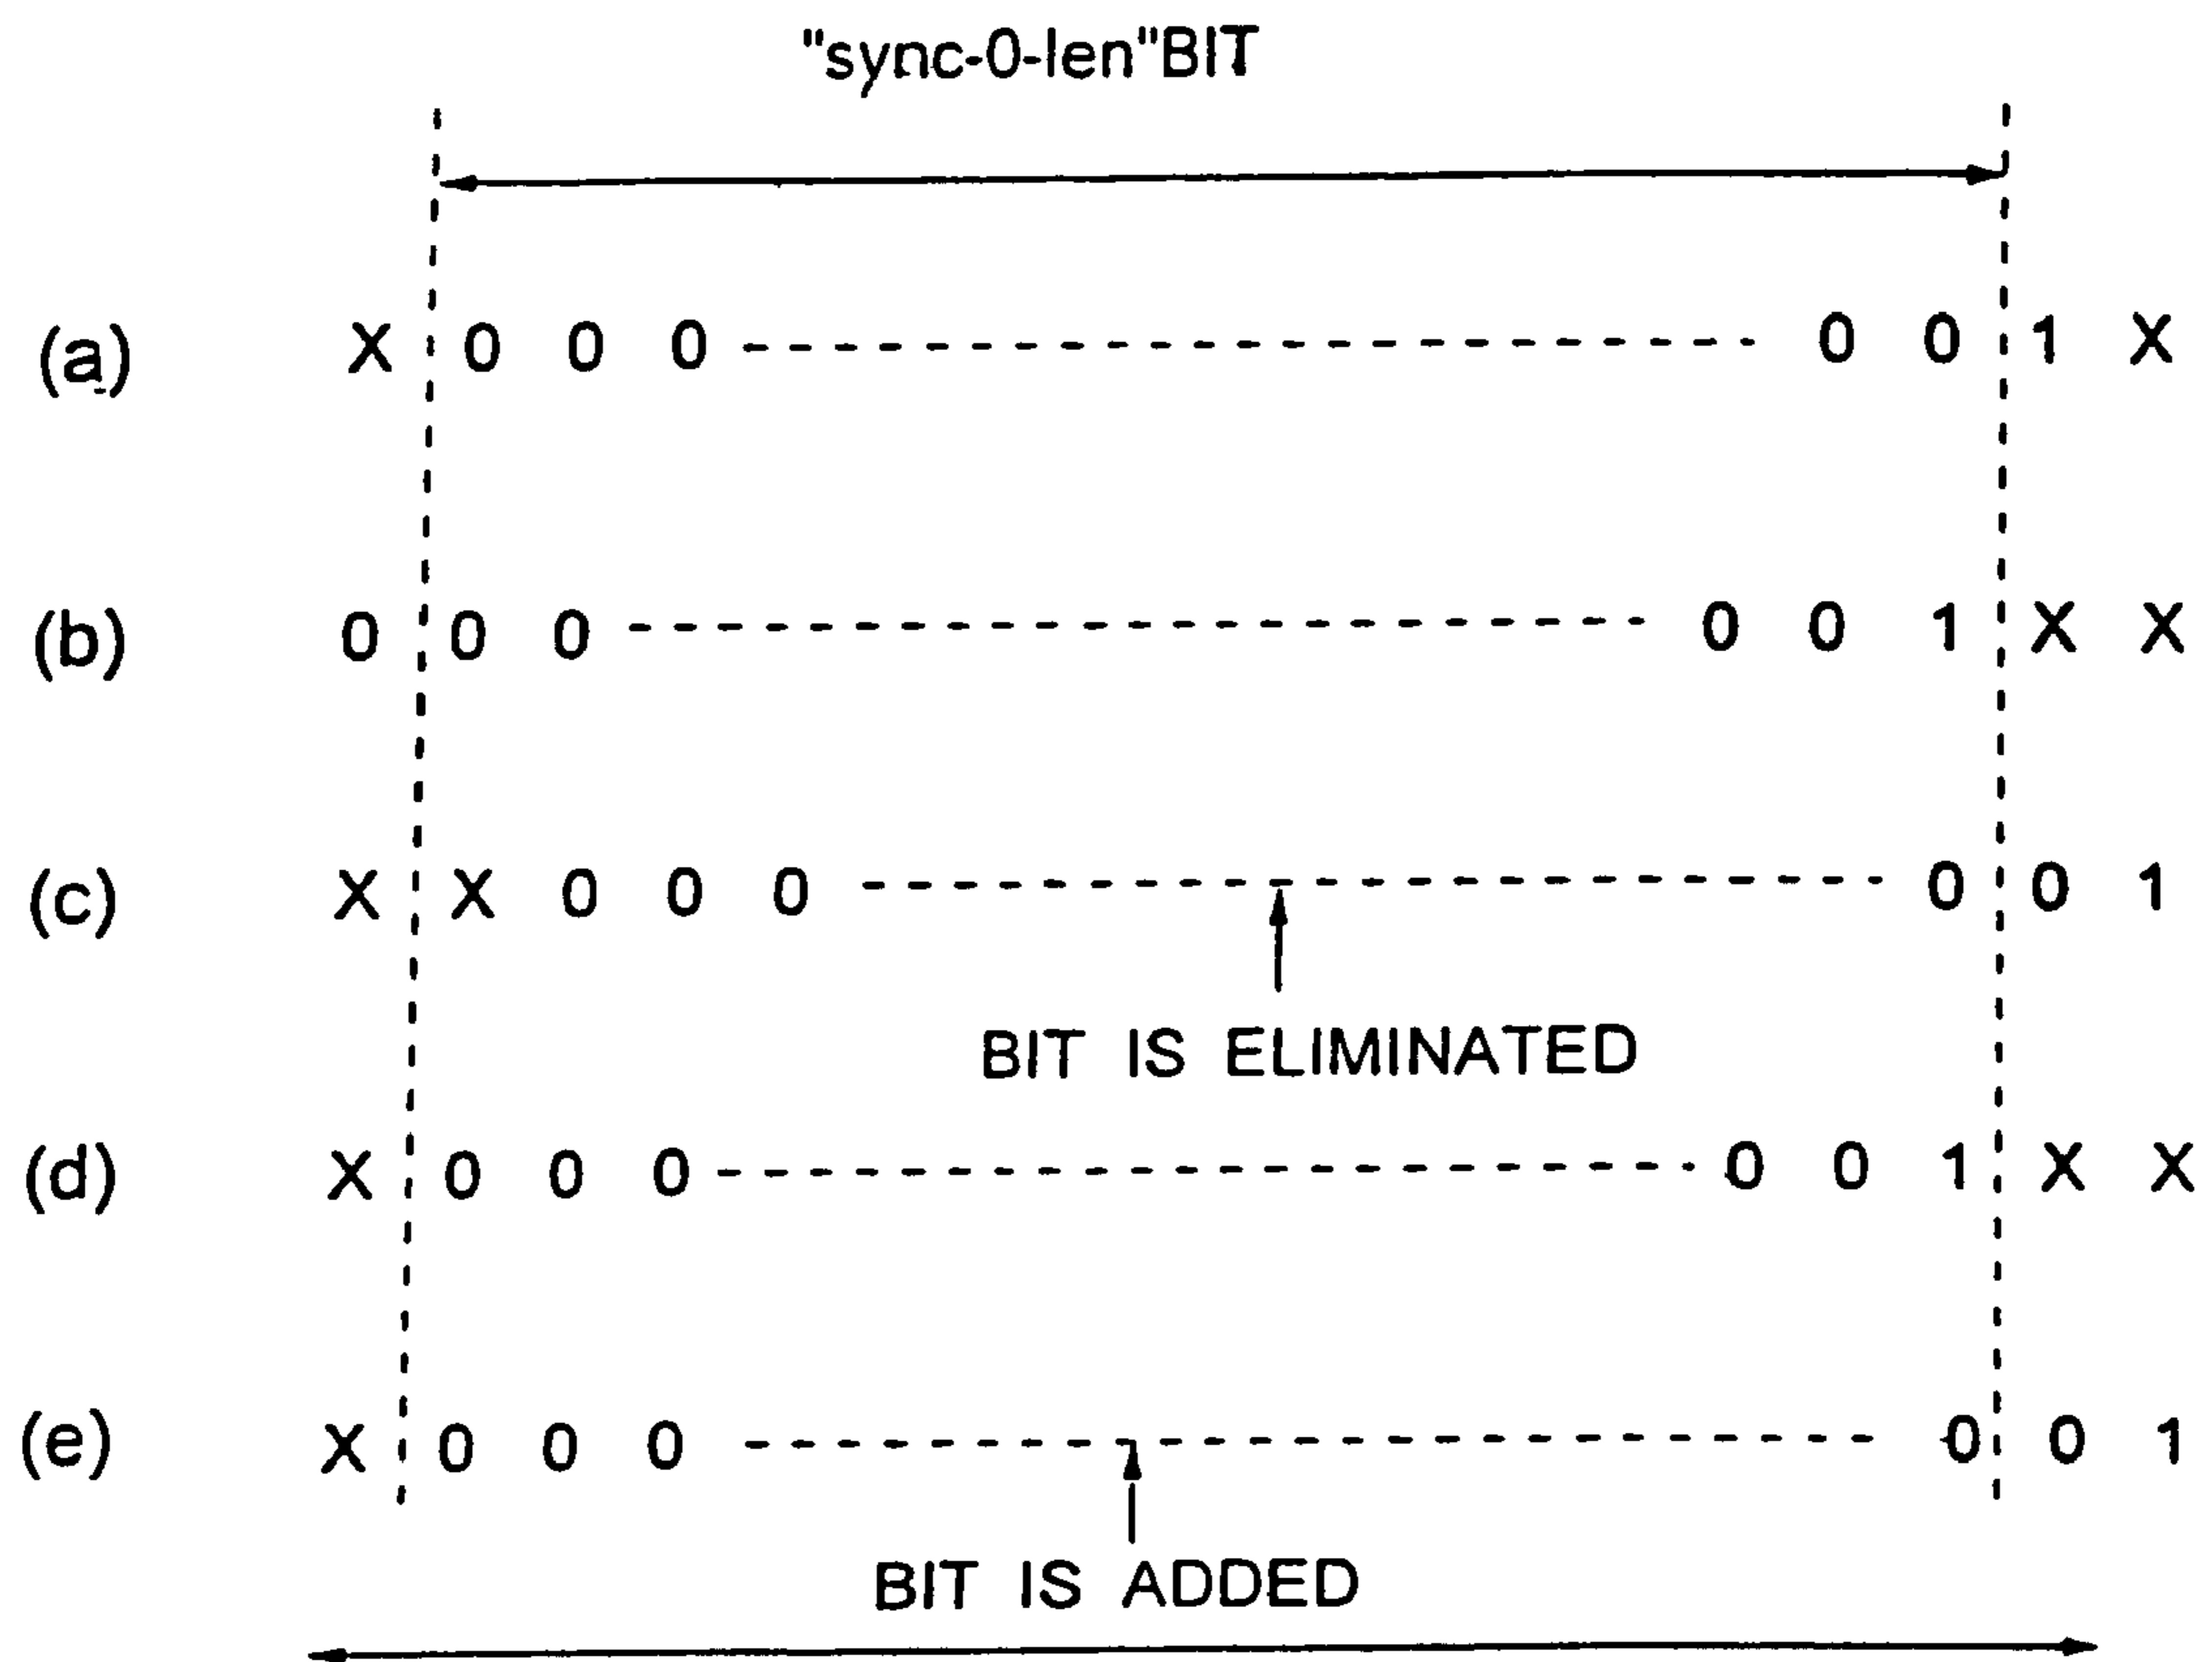 "sync-0-len"BIT
(a) X 0 0 0 0 0 1 X
(b) 0 0 0 0 0 1 X X
(c) X X 0 0 0 0 0 1
BIT IS ELIMINATED
(d) X 0 0 0 0 0 1 X X
(e) X 0 0 0 0 0 1
BIT IS ADDED